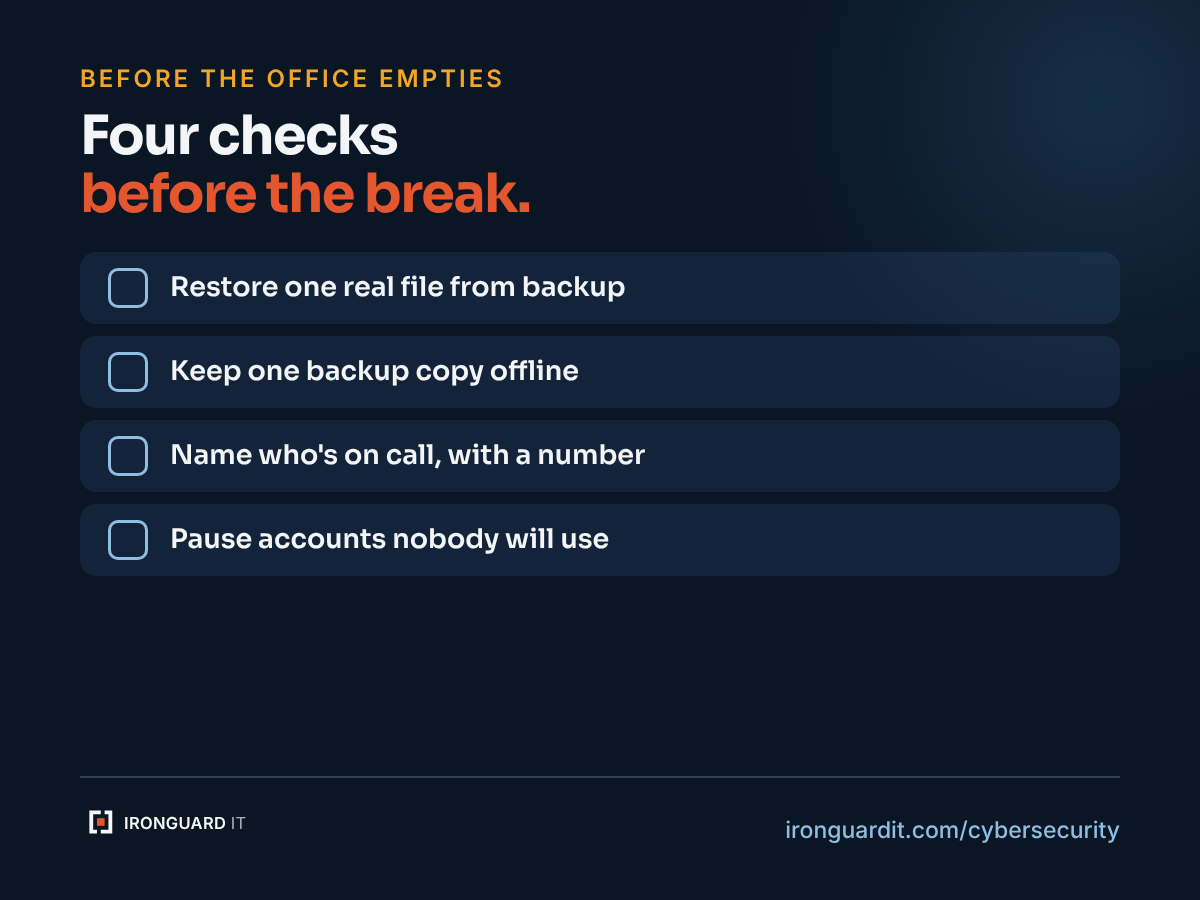 BEFORE THE OFFICE EMPTIES
Four checks
before the break.
Restore one real file from backup
Keep one backup copy offline
Name who's on call, with a number
Pause accounts nobody will use
IRONGUARD IT
ironguardit.com/cybersecurity